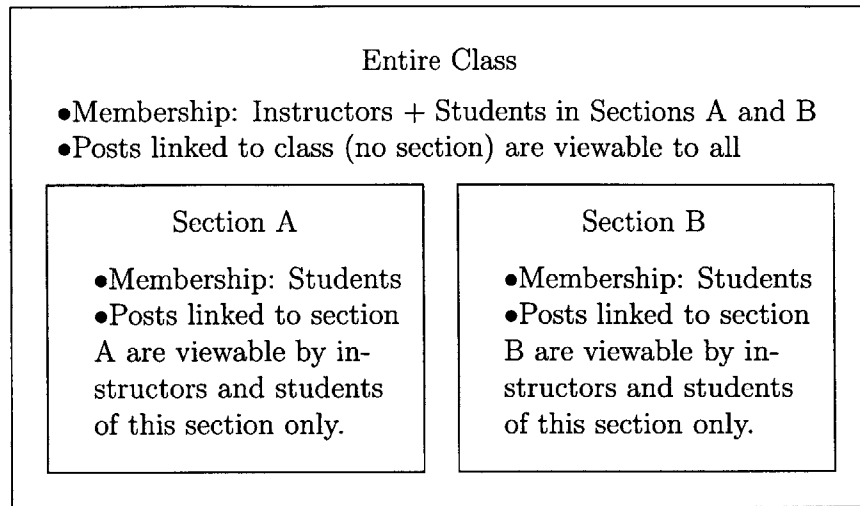 Entire Class
•Membership: Instructors + Students in Sections A and B
•Posts linked to class (no section) are viewable to all
Section A
•Membership: Students
•Posts linked to section
A are viewable by in-
structors and students
of this section only.
Section B
•Membership: Students
•Posts linked to section
B are viewable by in-
structors and students
of this section only.